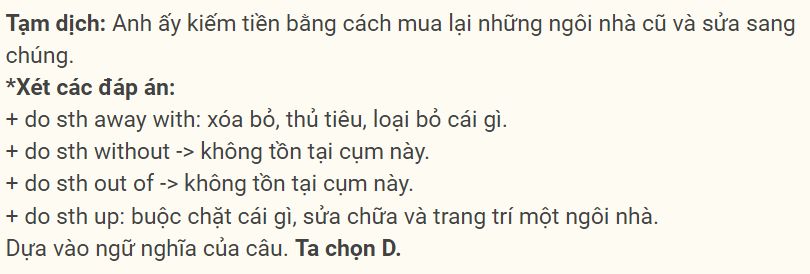 Tạm dịch: Anh ấy kiếm tiền bằng cách mua lại những ngôi nhà cũ và sửa sang
chúng.
*Xét các đáp án:
+ do sth away with: xóa bỏ, thủ tiêu, loại bỏ cái gì.
+ do sth without -> không tồn tại cụm này.
+ do sth out of -> không tồn tại cụm này.
+ do sth up: buộc chặt cái gì, sửa chữa và trang trí một ngôi nhà.
Dựa vào ngữ nghĩa của câu. Ta chọn D.